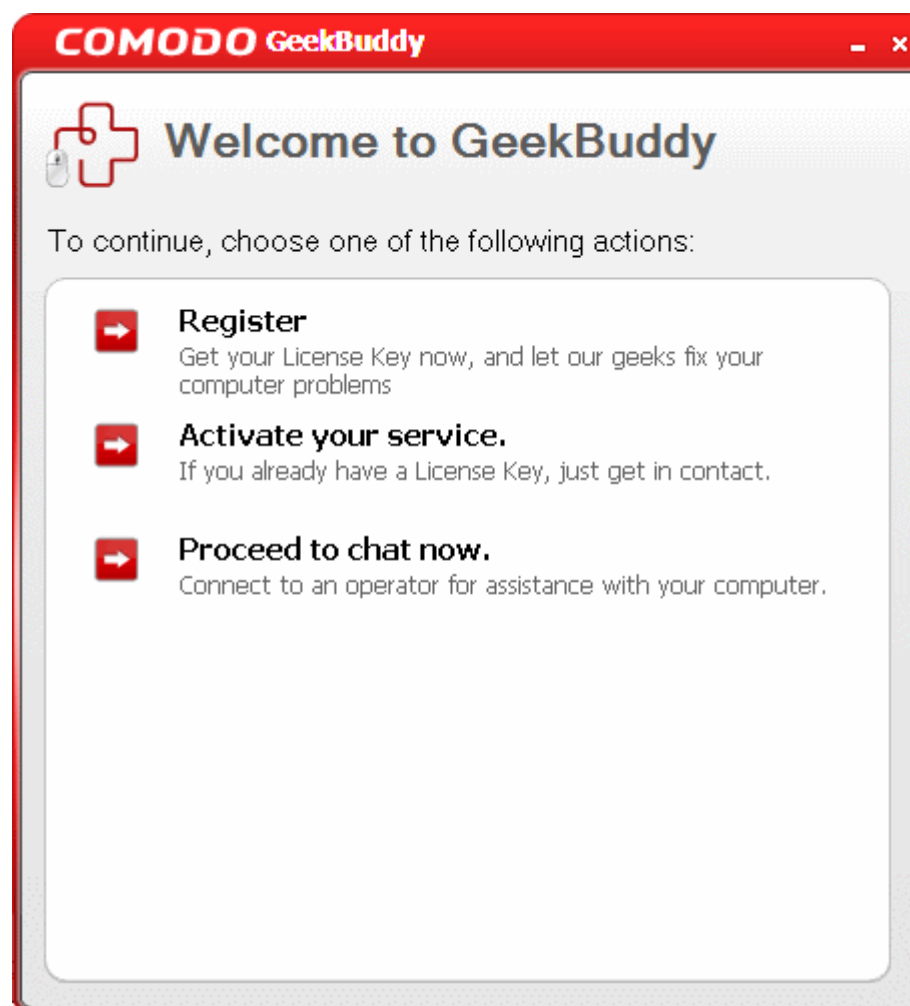 COMODO GeekBuddy
Welcome to GeekBuddy
To continue, choose one of the following actions:
Register
Get your License Key now, and let our geeks fix your
computer problems
Activate your service.
If you already have a License Key, just get in contact.
Proceed to chat now.
Connect to an operator for assistance with your computer.